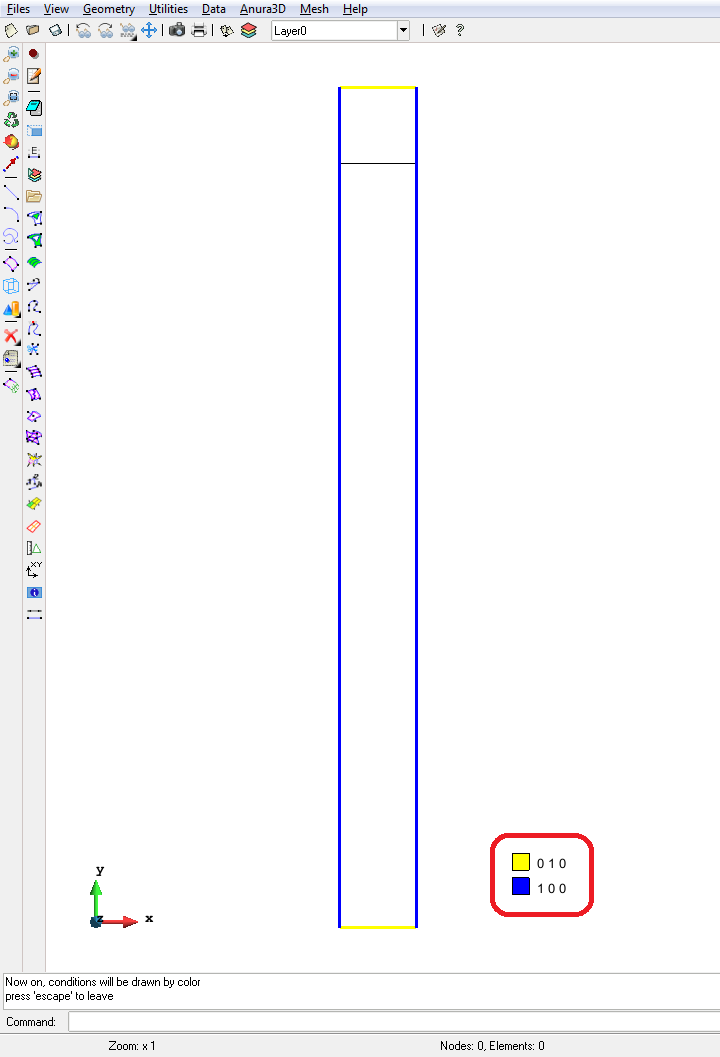 Files View Geometry Utilities Data Anura3D Mesh Help
Layer0
?
E
XY
0 1 0
1 0 0
y
z
x
Now on, conditions will be drawn by color
press 'escape' to leave
Command:
Zoom: x 1 Nodes: 0, Elements: 0